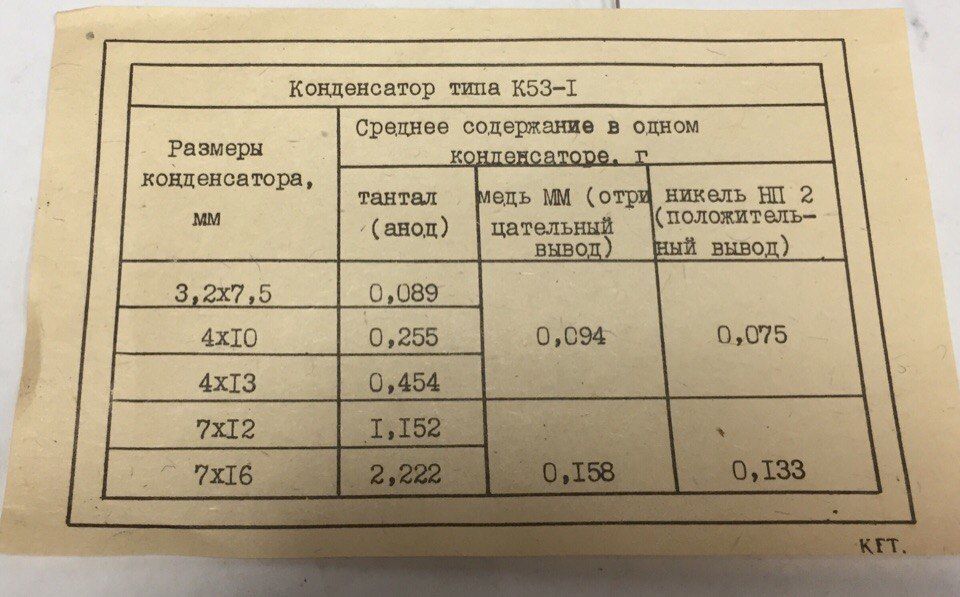 Конденсатор типа К53-I
Размеры
конденсатора,
мм
Среднее содержание в одном
конденсаторе, г
тантал
(анод)
медь ММ (отри
цательный
вывод)
никель НП 2
(положитель-
ный вывод)
3,2х7,5 0,089
4хI0 0,255 0,094 0,075
4хI3 0,454
7хI2 I,I52
7хI6 2,222 0,I58 0,I33
КГТ.